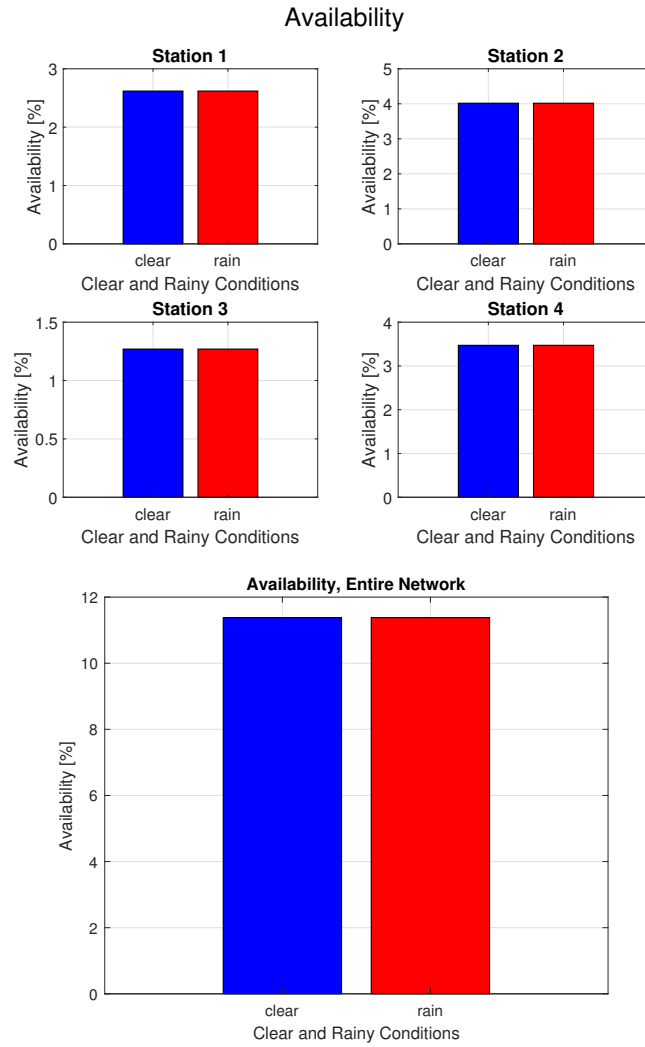 Availability
Station 1
Availability [%]
3
2
1
0
clear rain
Clear and Rainy Conditions
Station 2
Availability [%]
5
4
3
2
1
0
clear rain
Clear and Rainy Conditions
Station 3
Availability [%]
1.5
1
0.5
0
clear rain
Clear and Rainy Conditions
Station 4
Availability [%]
4
3
2
1
0
clear rain
Clear and Rainy Conditions
Availability, Entire Network
Availability [%]
12
10
8
6
4
2
0
clear rain
Clear and Rainy Conditions